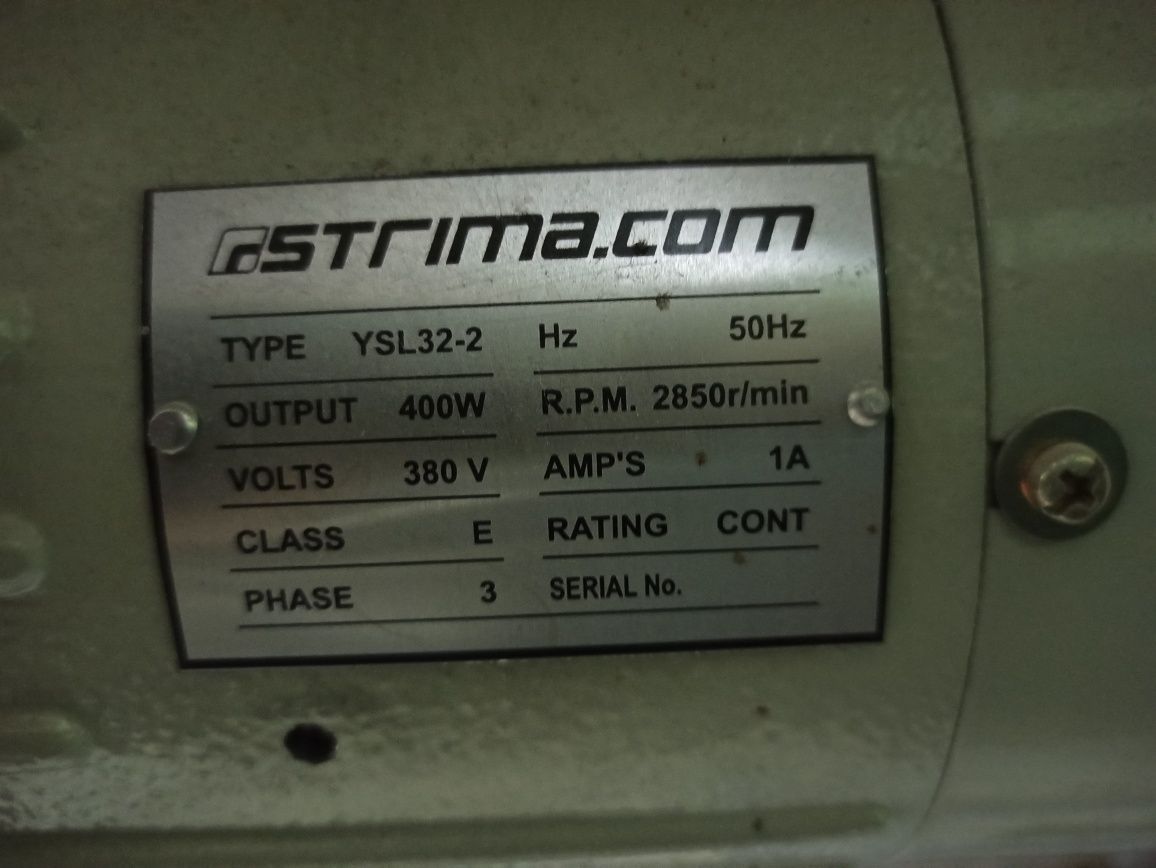 strima.com
TYPE YSL32-2 Hz 50Hz
OUTPUT 400W R.P.M. 2850r/min
VOLTS 380 V AMP'S 1A
CLASS E RATING CONT
PHASE 3 SERIAL No.